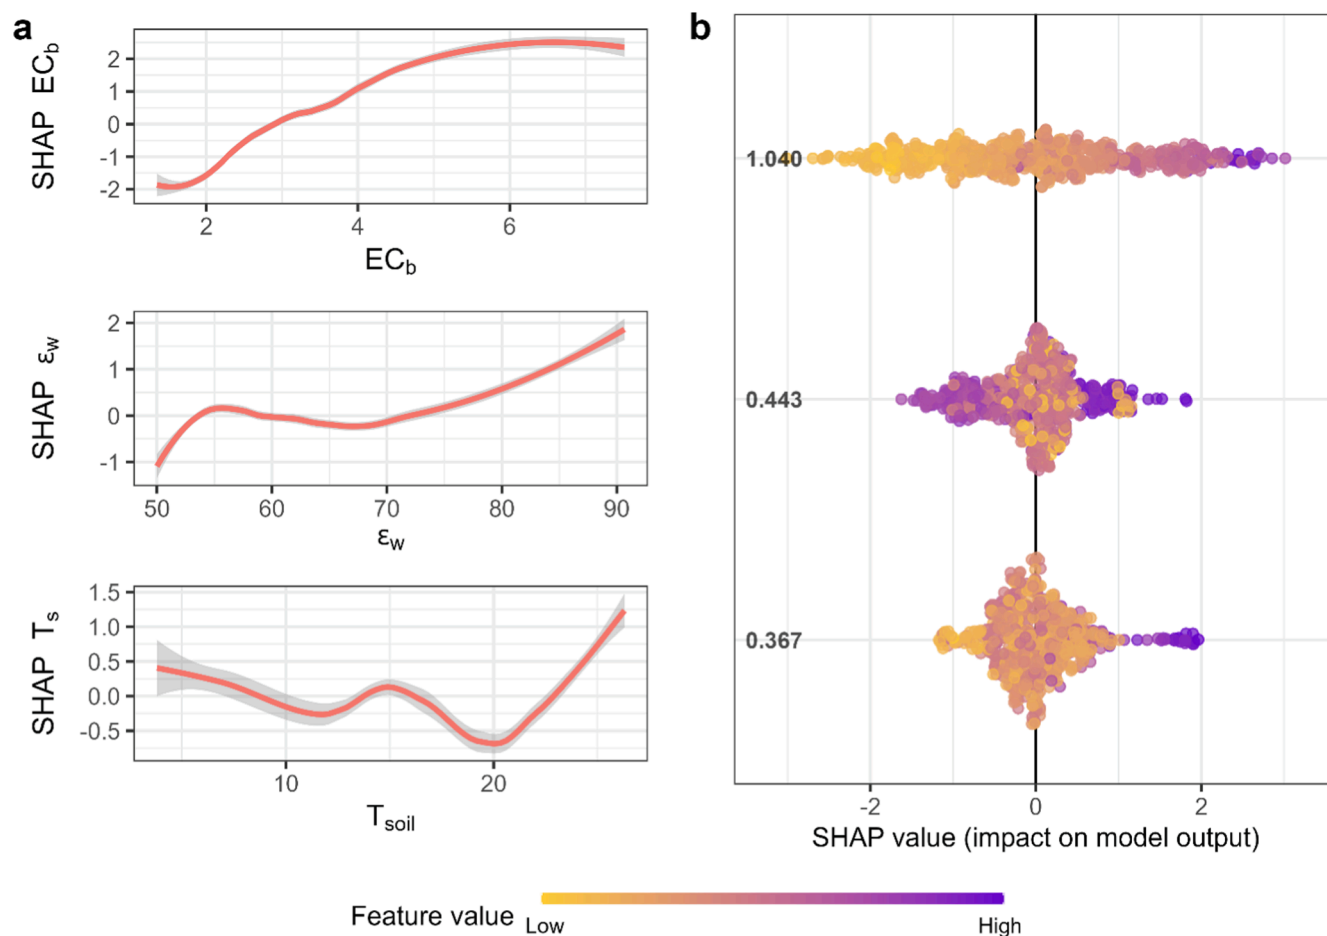 a
SHAP EC_b
2
1
0
-1
-2
2 4 6
EC_b
SHAP ε_w
2
1
0
-1
50 60 70 80 90
ε_w
SHAP T_s
1.5
1.0
0.5
0.0
-0.5
10 20
T_soil
b
1.040
0.443
0.367
-2 0 2
SHAP value (impact on model output)
Feature value
Low High